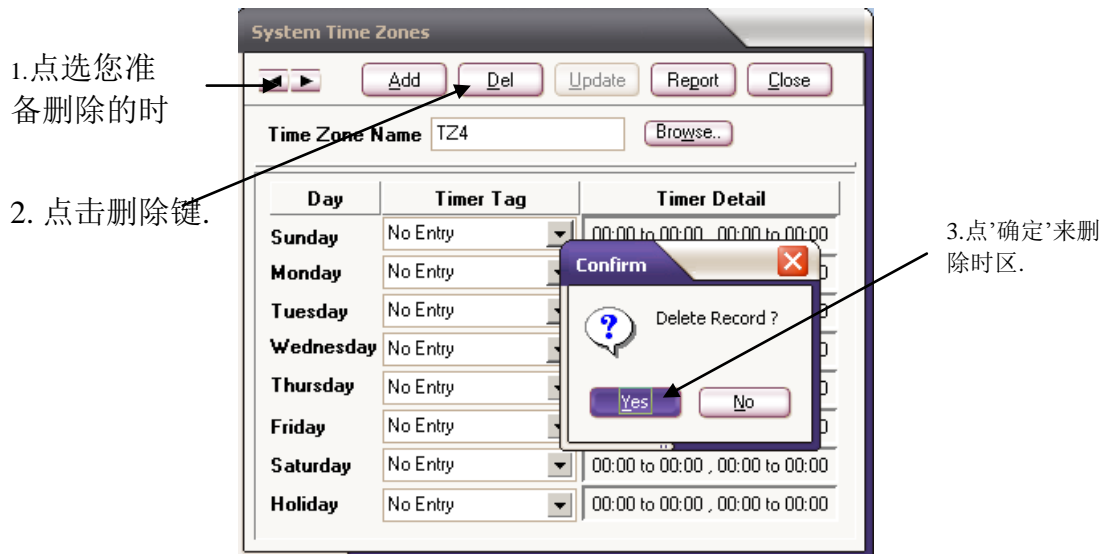 System Time Zones
1.点选您准
备删除的时
Add Del Update Report Close
Time Zone Name TZ4 Browse..
2. 点击删除键.
Day Timer Tag Timer Detail
Sunday No Entry 00:00 to 00:00 , 00:00 to 00:00
3.点’确定’来删
除时区.
Confirm
Monday No Entry
Delete Record ?
Tuesday No Entry
Wednesday No Entry
Thursday No Entry
Yes No
Friday No Entry
Saturday No Entry 00:00 to 00:00 , 00:00 to 00:00
Holiday No Entry 00:00 to 00:00 , 00:00 to 00:00